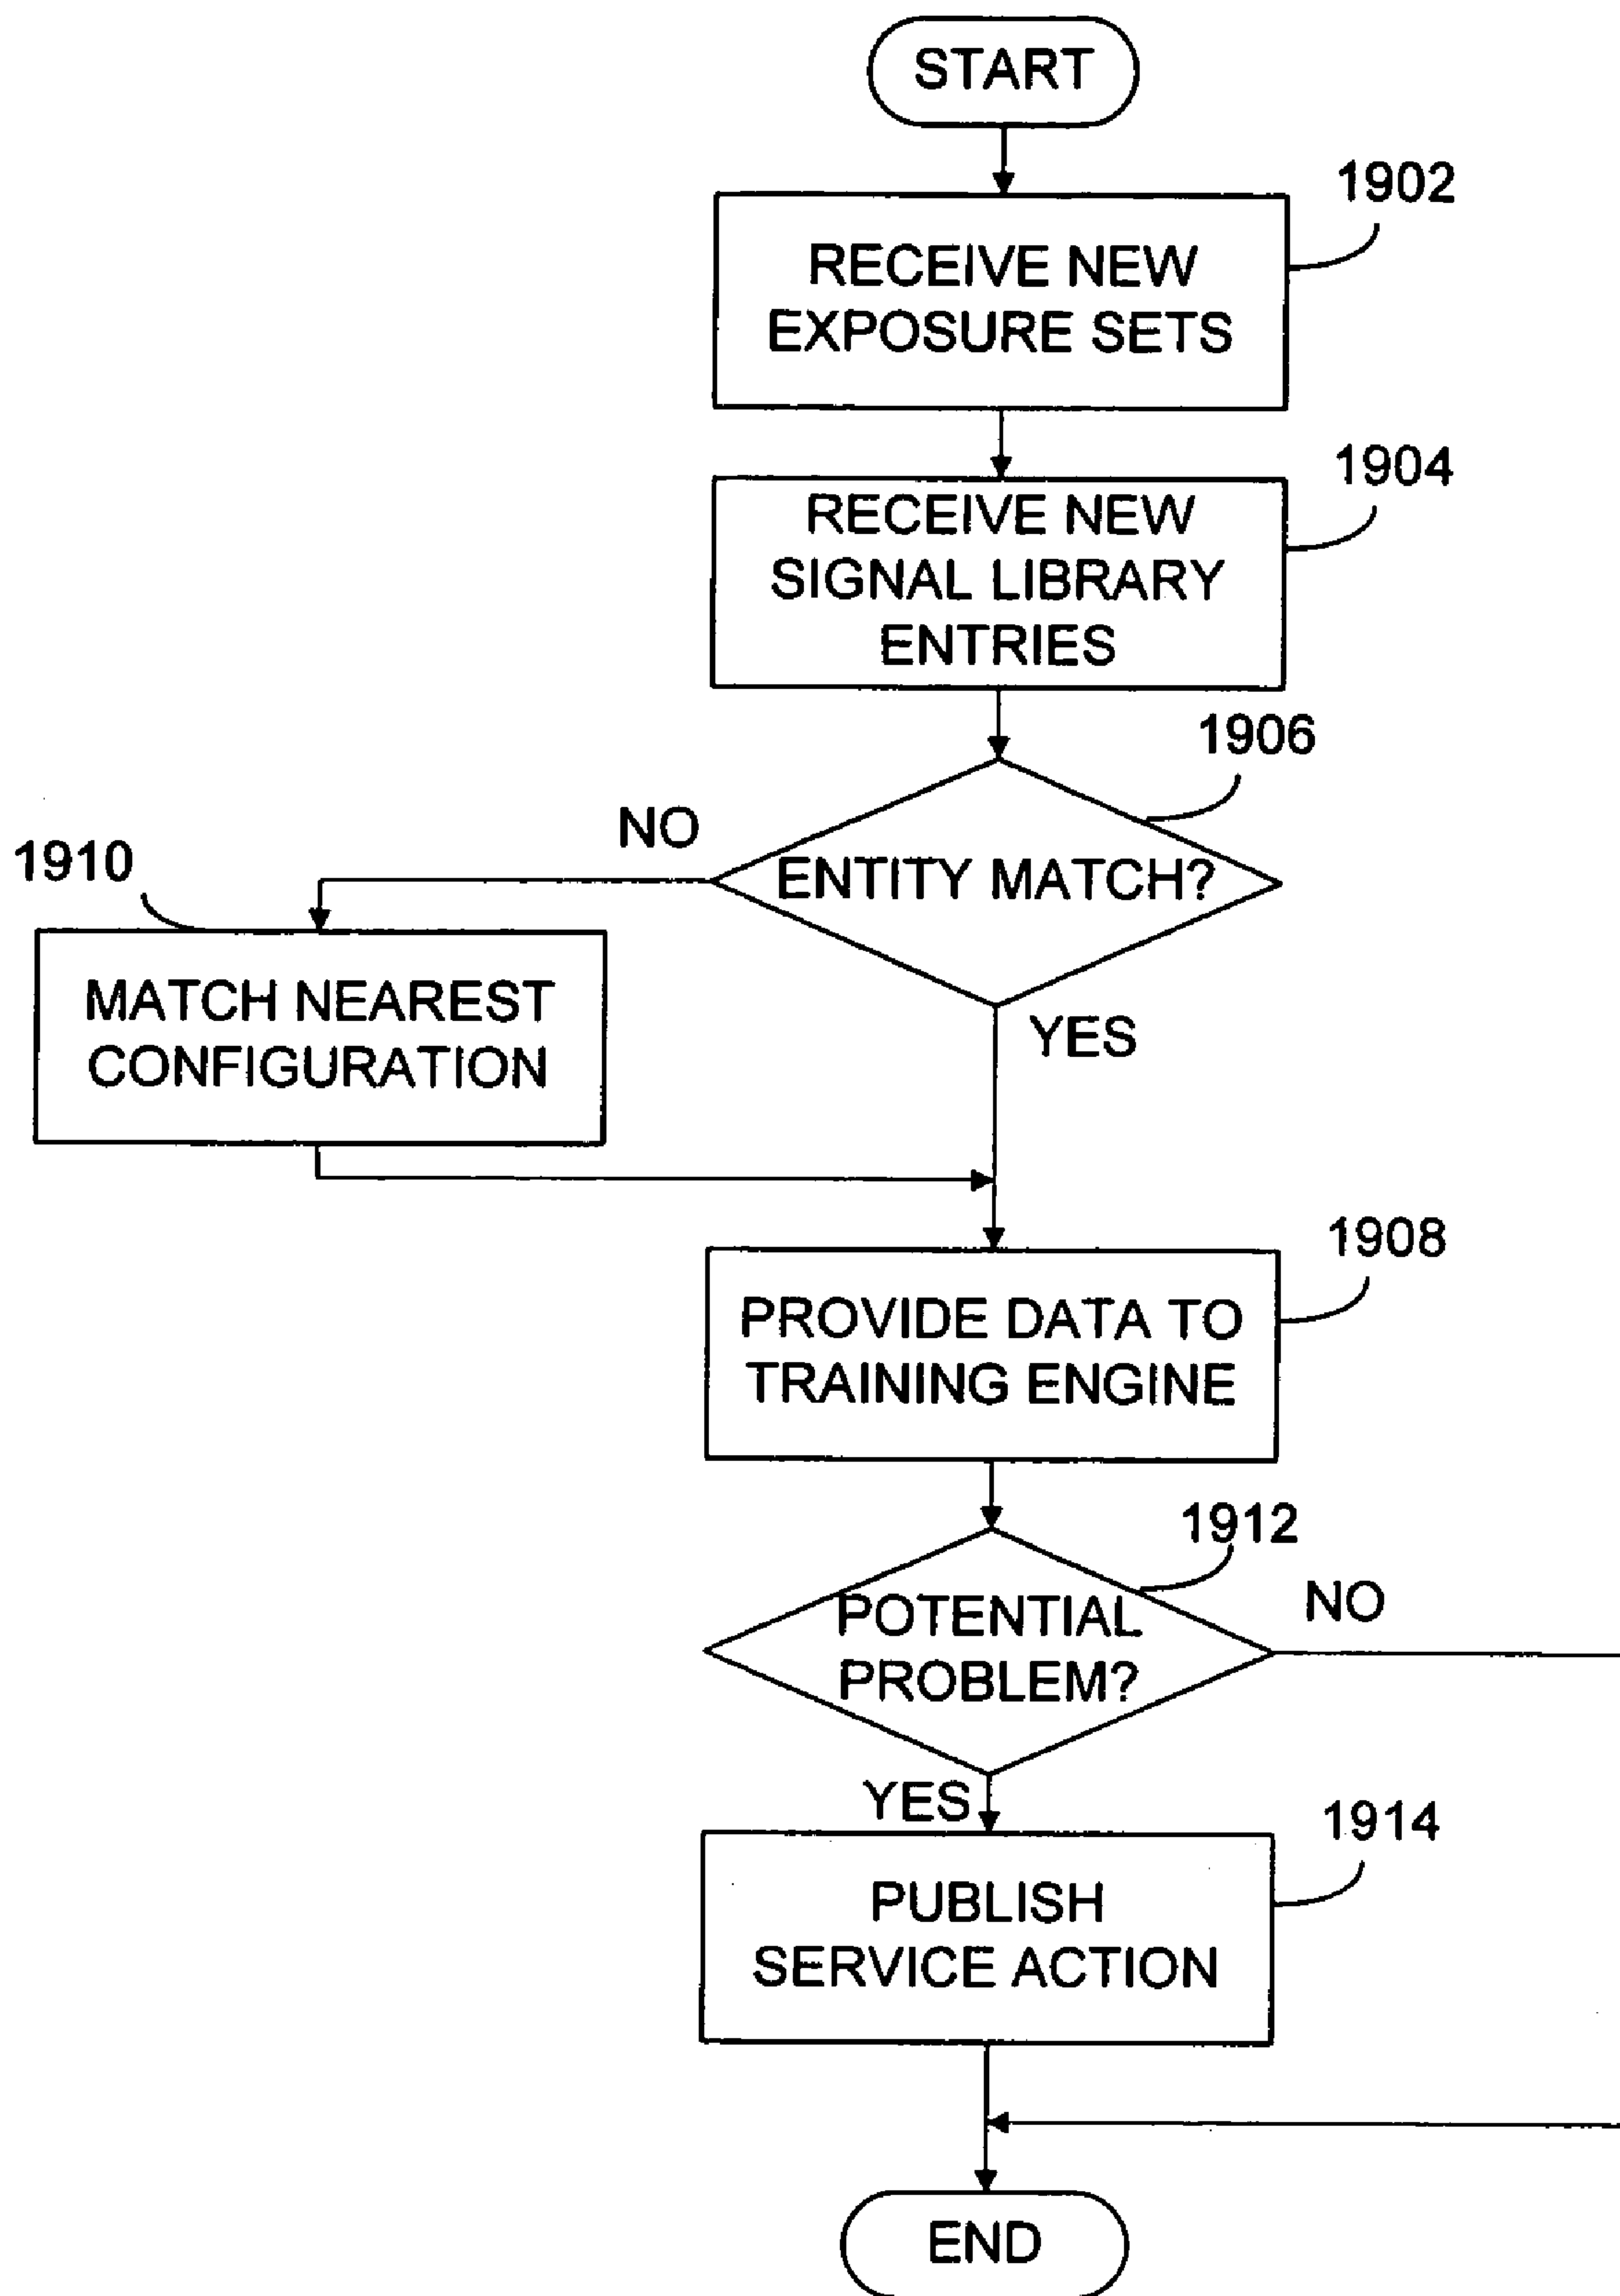 START
1902
RECEIVE NEW
EXPOSURE SETS
1904
RECEIVE NEW
SIGNAL LIBRARY
ENTRIES
1906
NO
ENTITY MATCH?
1910
MATCH NEAREST
CONFIGURATION
YES
1908
PROVIDE DATA TO
TRAINING ENGINE
1912
NO
POTENTIAL
PROBLEM?
YES
1914
PUBLISH
SERVICE ACTION
END